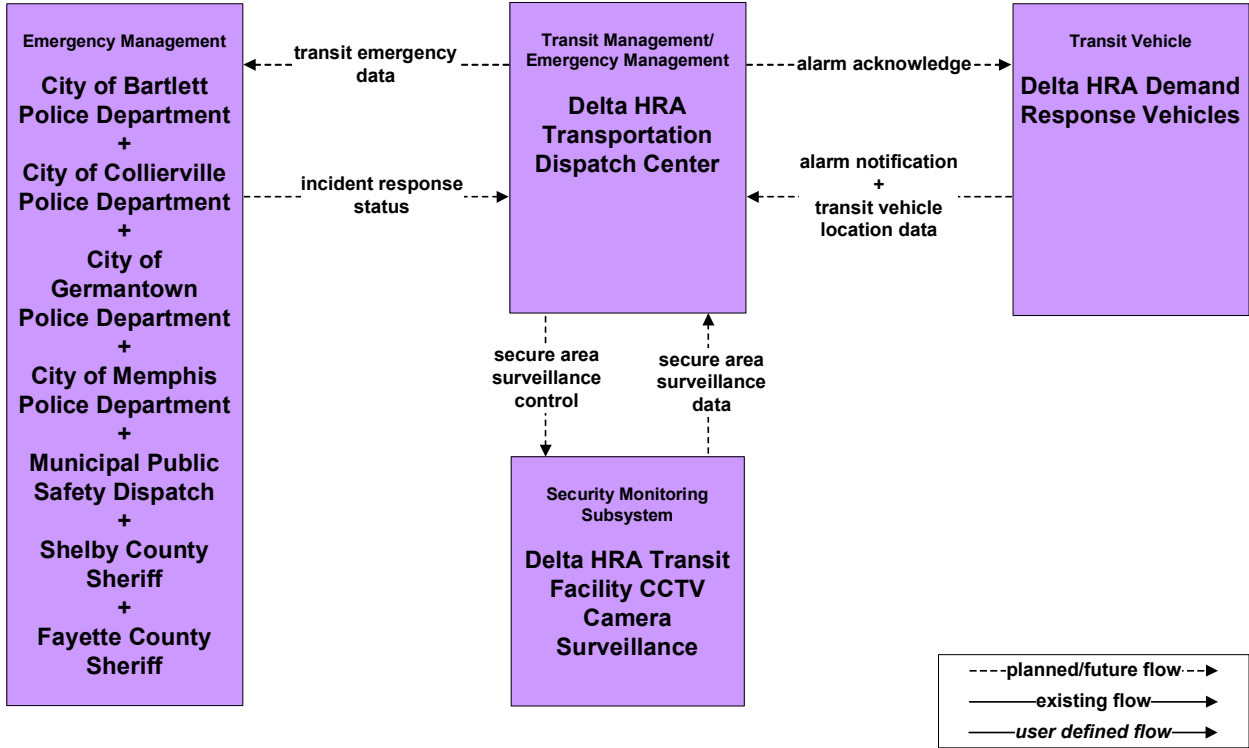 Emergency Management
City of Bartlett
Police Department
+
City of Collierville
Police Department
+
City of
Germantown
Police Department
+
City of Memphis
Police Department
+
Municipal Public
Safety Dispatch
+
Shelby County
Sheriff
+
Fayette County
Sheriff
transit emergency
data
incident response
status
Transit Management/
Emergency Management
Delta HRA
Transportation
Dispatch Center
alarm acknowledge
alarm notification
+
transit vehicle
location data
Transit Vehicle
Delta HRA Demand
Response Vehicles
secure area
surveillance
control
secure area
surveillance
data
Security Monitoring
Subsystem
Delta HRA Transit
Facility CCTV
Camera
Surveillance
planned/future flow
existing flow
user defined flow